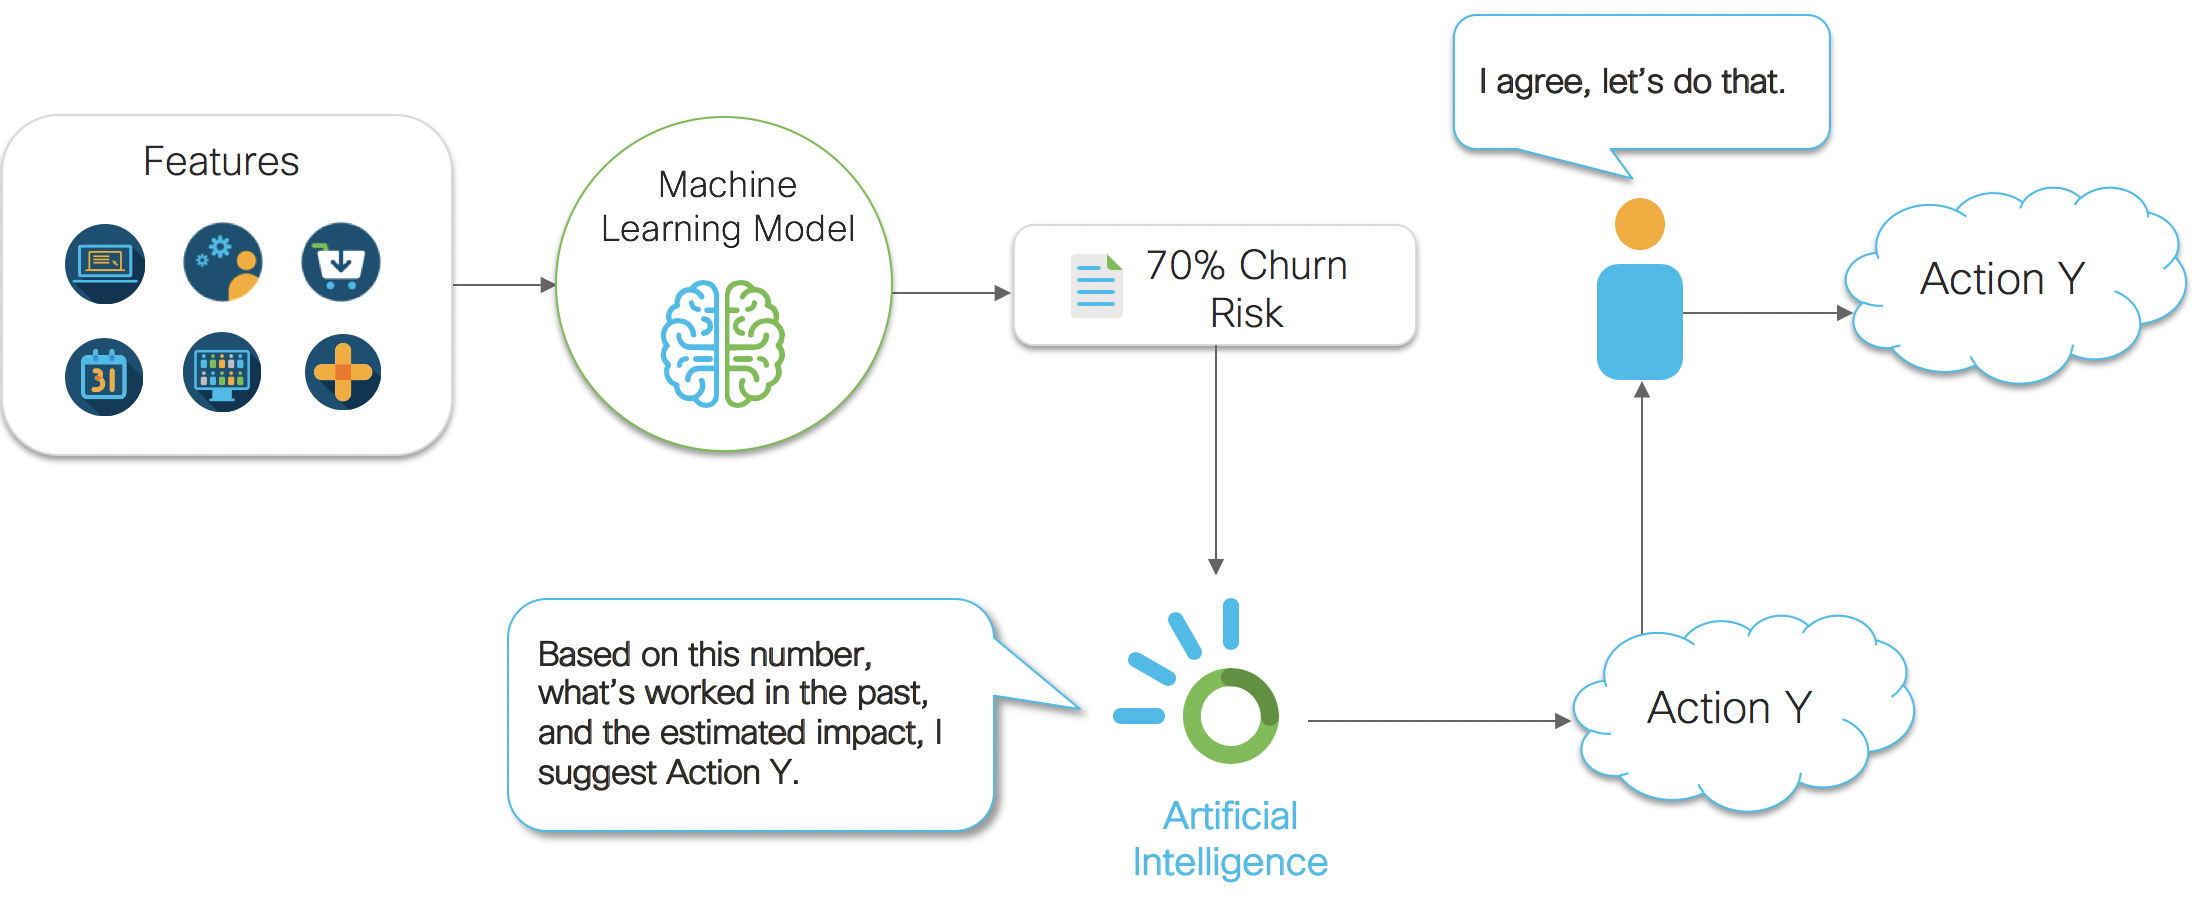 I agree, let's do that.
Features
31
Machine
Learning Model
70% Churn
Risk
Action Y
Based on this number,
what's worked in the past,
and the estimated impact, I
suggest Action Y.
Action Y
Artificial
Intelligence